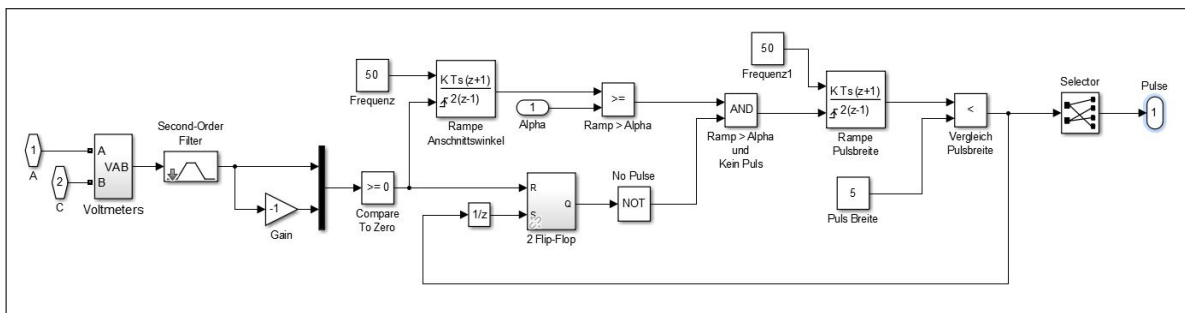 1
A
2
C
A
B
VAB
Voltmeters
Second-Order
Filter
-1
Gain
>= 0
Compare
To Zero
50
Frequenz
K Ts(z+1)
2(z-1)
Rampe
Anschnittswinkel
1
Alpha
>=
Ramp > Alpha
1/z
R
S
Q
2 Flip-Flop
No Pulse
NOT
AND
Ramp > Alpha
und
Kein Puls
50
Frequenz1
K Ts(z+1)
2(z-1)
Rampe
Pulsbreite
5
Puls Breite
<
Vergleich
Pulsbreite
Selector
Pulse
1